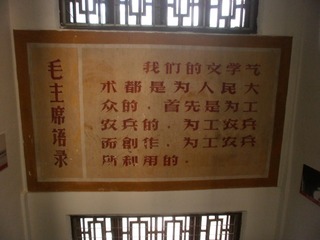 毛主席语录
我们的文学艺
术都是为人民大
众的，首先是为工
农兵的，为工农兵
而创作，为工农兵
所利用的。